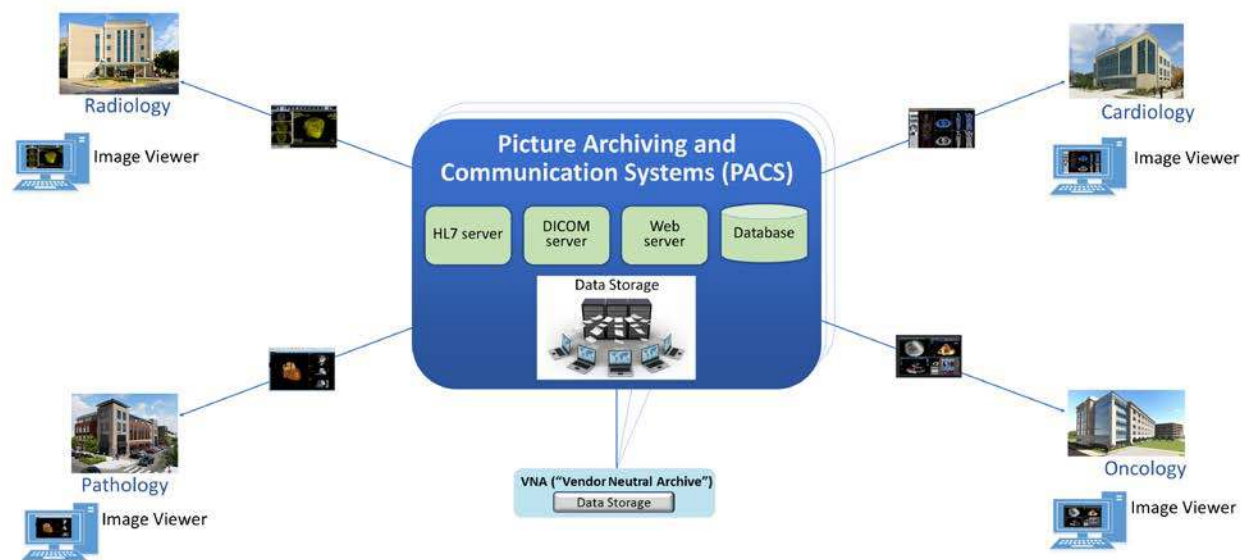 Radiology
Image Viewer
Cardiology
Image Viewer
Picture Archiving and
Communication Systems (PACS)
HL7 server
DICOM
server
Web
server
Database
Data Storage
Pathology
Image Viewer
Oncology
Image Viewer
VNA (“Vendor Neutral Archive”)
Data Storage